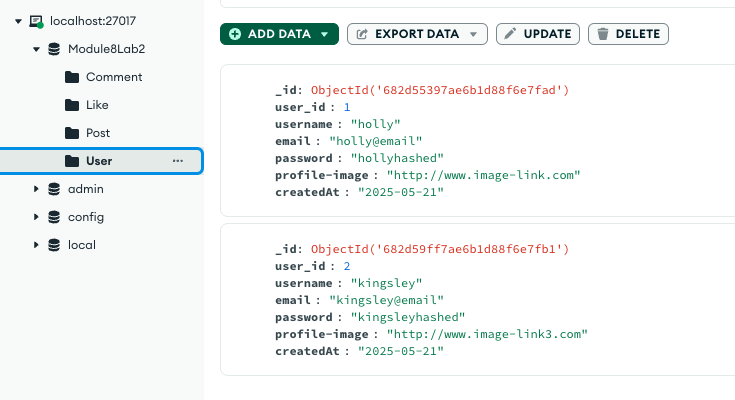 localhost:27017
Module8Lab2
Comment
Like
Post
User
admin
config
local
ADD DATA
EXPORT DATA
UPDATE
DELETE
_id: ObjectId('682d55397ae6b1d88f6e7fad')
user_id : 1
username : "holly"
email : "holly@email"
password : "hollyhashed"
profile-image : "http://www.image-link.com"
createdAt : "2025-05-21"
_id: ObjectId('682d59ff7ae6b1d88f6e7fb1')
user_id : 2
username : "kingsley"
email : "kingsley@email"
password : "kingsleyhashed"
profile-image : "http://www.image-link3.com"
createdAt : "2025-05-21"